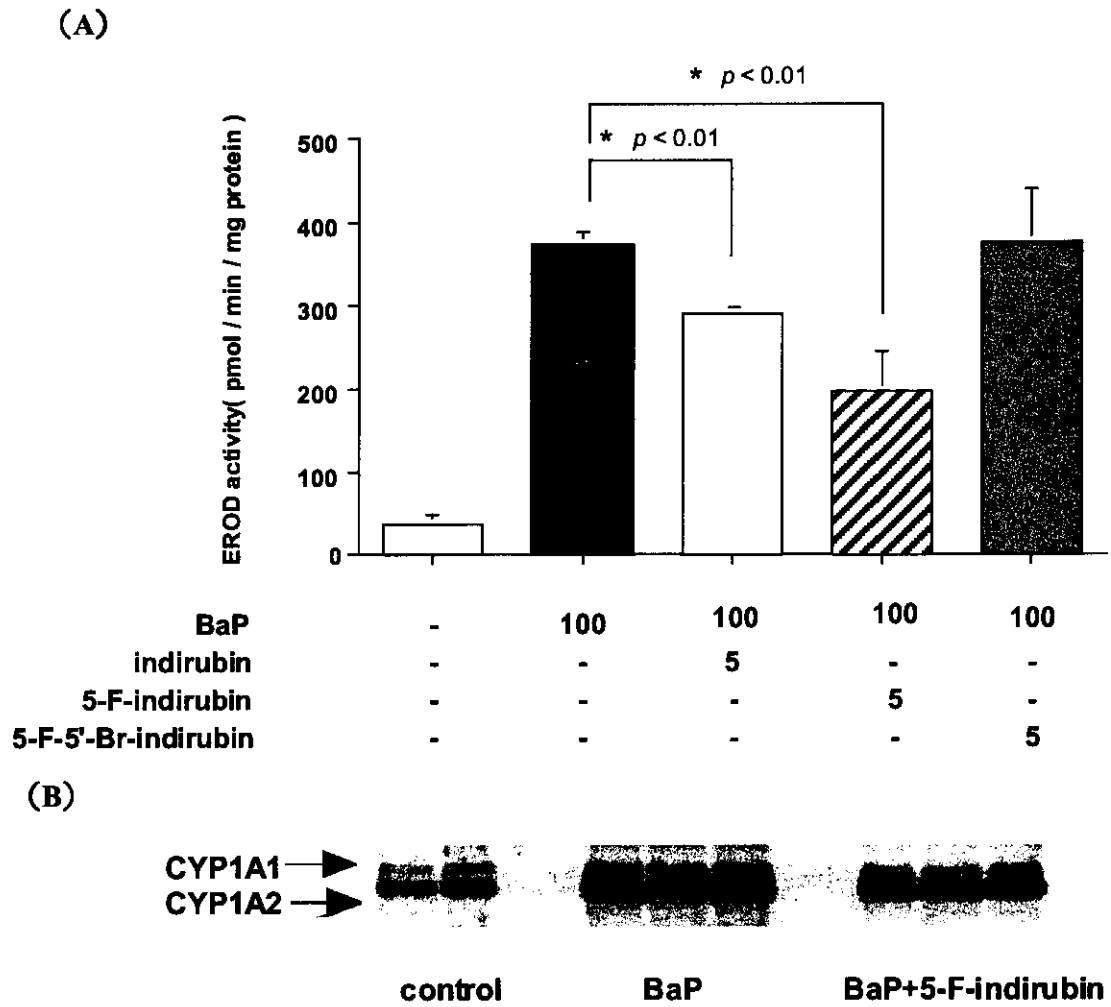 (A)
* p < 0.01
* p < 0.01
EROD activity( pmol / min / mg protein )
500
400
300
200
100
0
BaP - 100 100 100 100
indirubin - - 5 - -
5-F-indirubin - - - 5 -
5-F-5'-Br-indirubin - - - - 5
(B)
CYP1A1
CYP1A2
control BaP BaP+5-F-indirubin